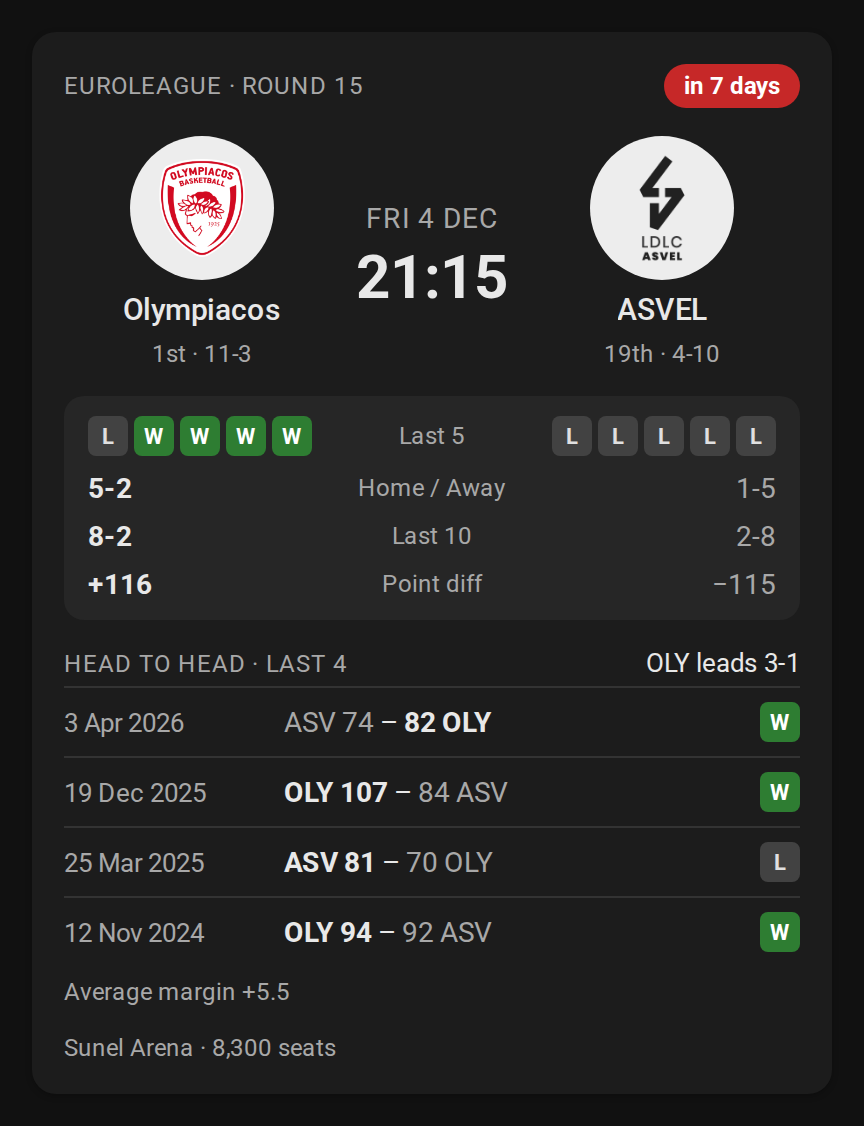 EUROLEAGUE · ROUND 15
in 7 days
OLYMPIACOS
BASKETBALL
1925
LDLC
ASVEL
FRI 4 DEC
21:15
Olympiacos
ASVEL
1st · 11-3
19th · 4-10
L W W W W Last 5 L L L L L
5-2 Home / Away 1-5
8-2 Last 10 2-8
+116 Point diff −115
HEAD TO HEAD · LAST 4 OLY leads 3-1
3 Apr 2026 ASV 74 – 82 OLY W
19 Dec 2025 OLY 107 – 84 ASV W
25 Mar 2025 ASV 81 – 70 OLY L
12 Nov 2024 OLY 94 – 92 ASV W
Average margin +5.5
Sunel Arena · 8,300 seats